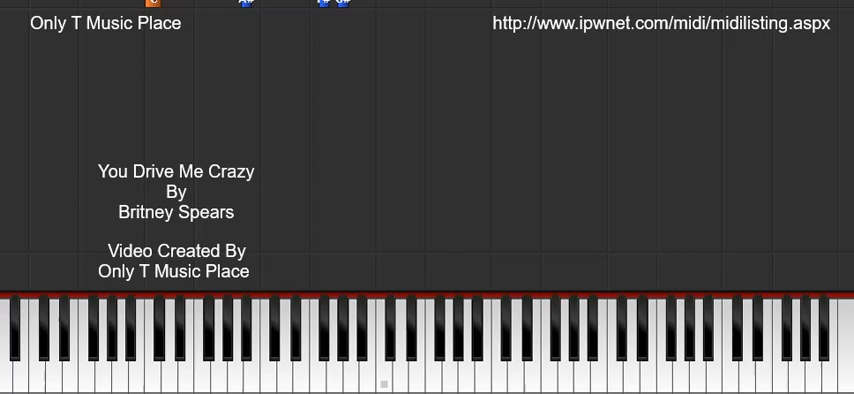 Only T Music Place
http://www.ipwnet.com/midi/midilisting.aspx
You Drive Me Crazy
By
Britney Spears
Video Created By
Only T Music Place